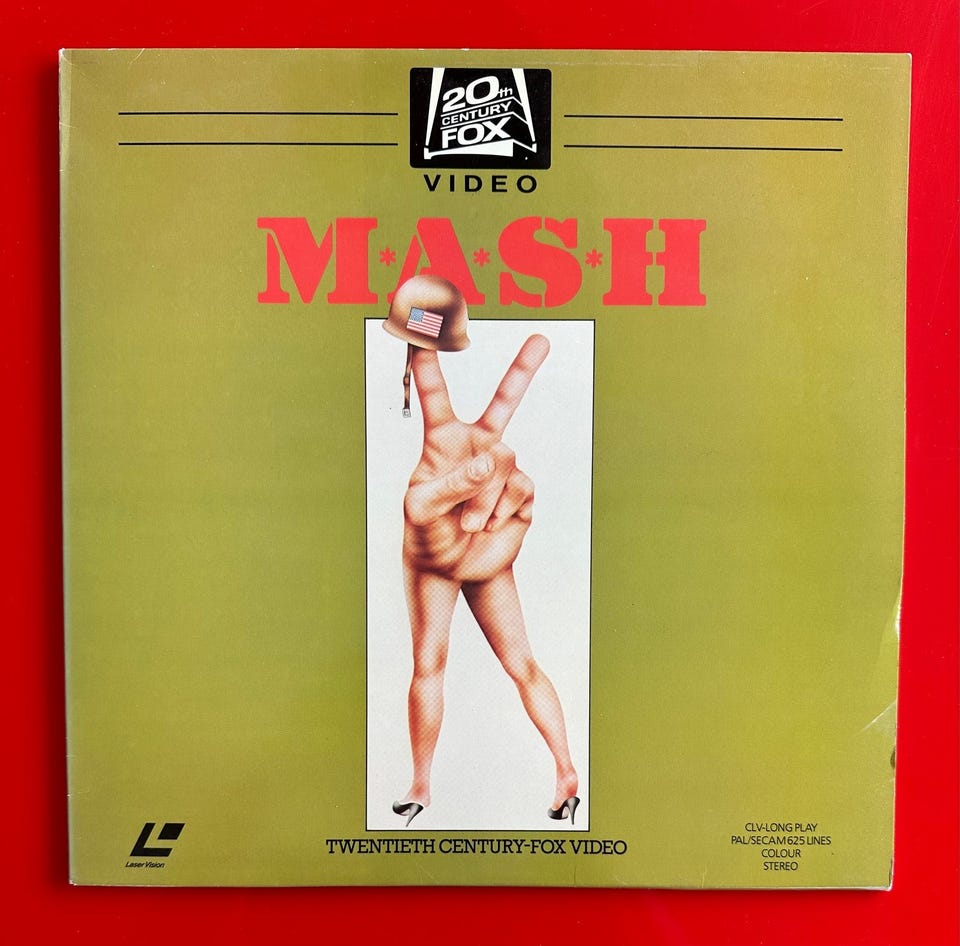 20th
CENTURY
FOX
VIDEO
M*A*S*H
TWENTIETH CENTURY-FOX VIDEO
LaserVision
CLV-LONG PLAY
PAL/SECAM 625 LINES
COLOUR
STEREO